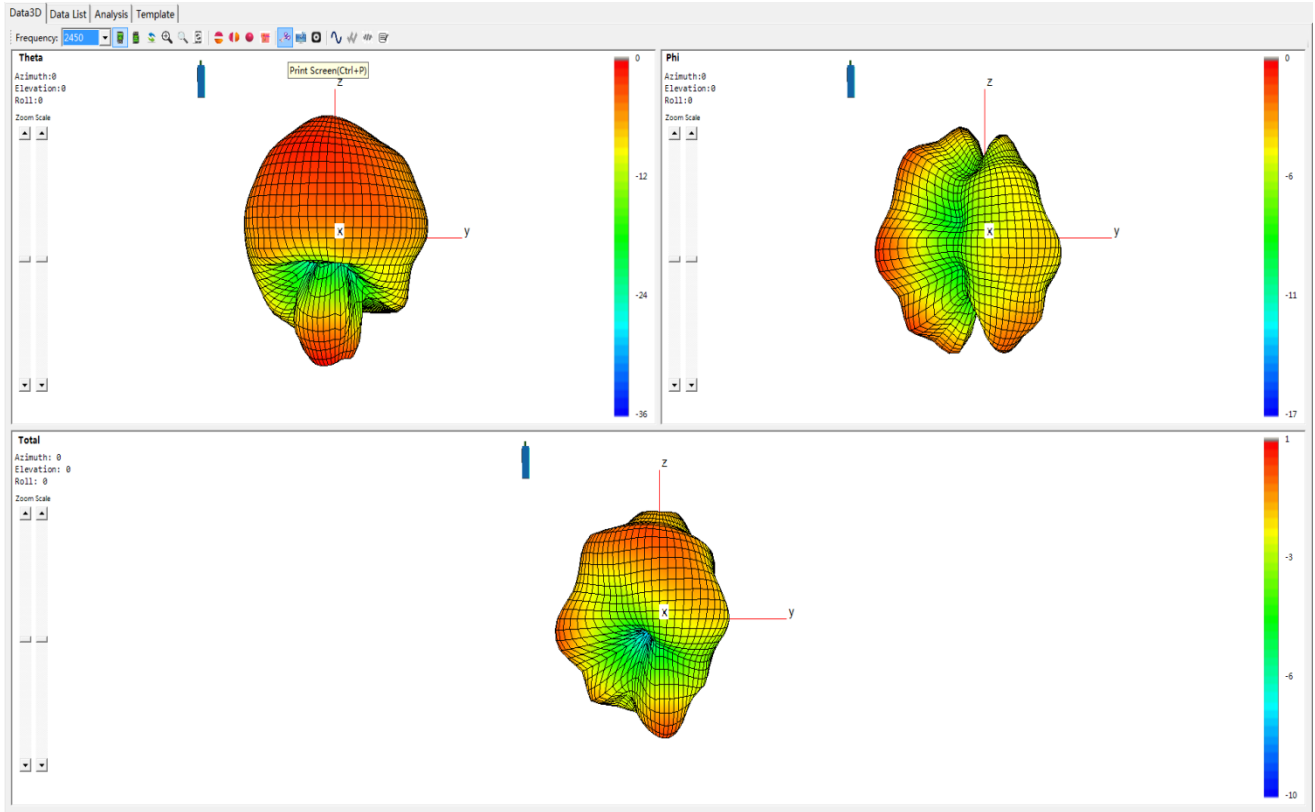 Data3D Data List Analysis Template
Frequency: 2450
Print Screen(Ctrl+P)
Theta
Azimuth:0
Elevation:0
Roll:0
Zoom Scale
z
x
y
0
-12
-24
-36
Phi
Azimuth:0
Elevation:0
Roll:0
Zoom Scale
z
x
y
0
-6
-11
-17
Total
Azimuth: 0
Elevation: 0
Roll: 0
Zoom Scale
z
x
y
1
-3
-6
-10